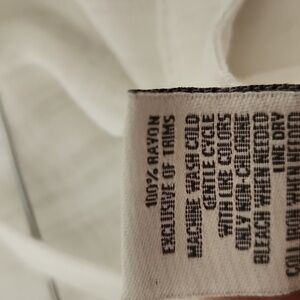 100% RAYON
EXCLUSIVE OF TRIMS
MACHINE WASH COLD
GENTLE CYCLE
WITH LIKE COLORS
ONLY NON-CHLORINE
BLEACH WHEN NEEDED
LINE DRY
IRON WHEN NEEDED